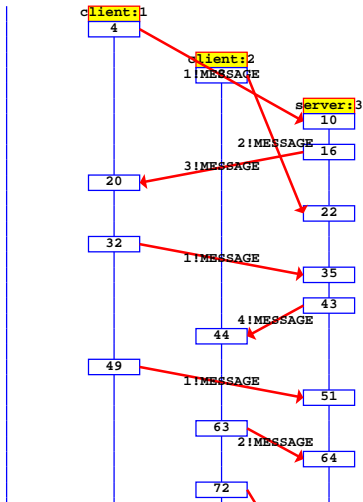 client:1
4
client:2
1!MESSAGE
server:3
10
2!MESSAGE
16
3!MESSAGE
20
22
32
1!MESSAGE
35
43
4!MESSAGE
44
49
1!MESSAGE
51
63
2!MESSAGE
64
72